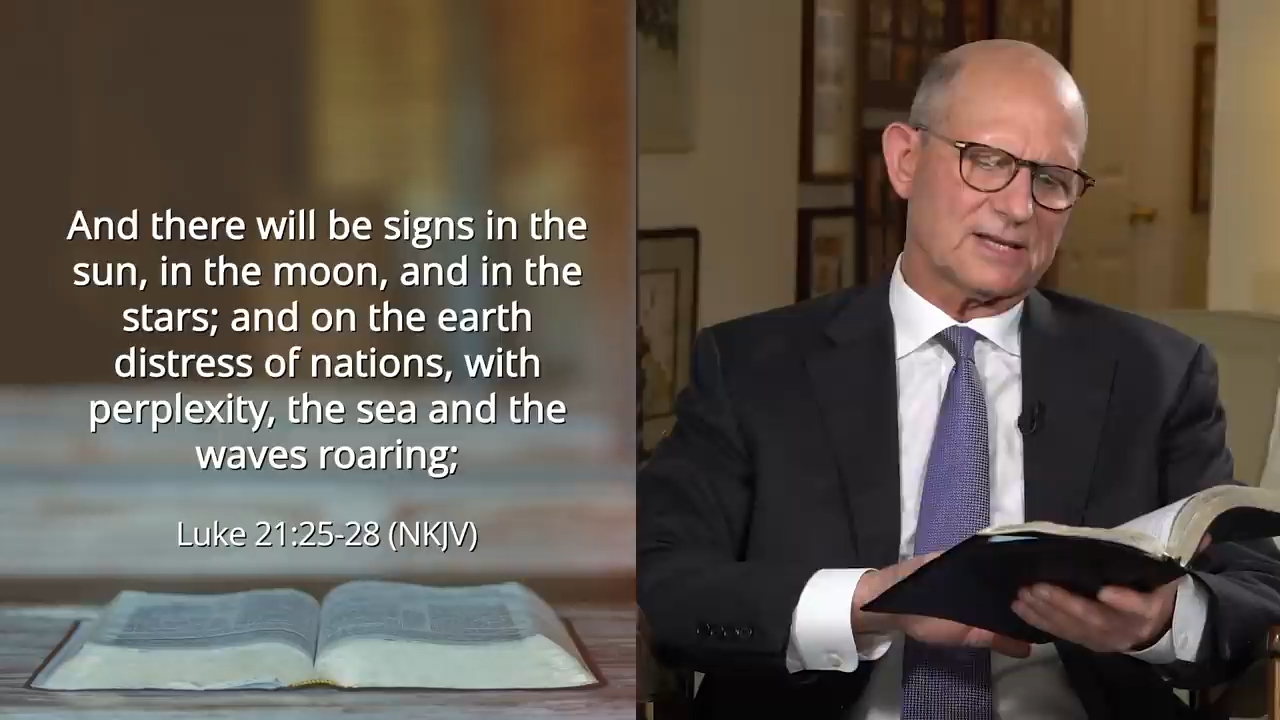 And there will be signs in the
sun, in the moon, and in the
stars; and on the earth
distress of nations, with
perplexity, the sea and the
waves roaring;
Luke 21:25-28 (NKJV)